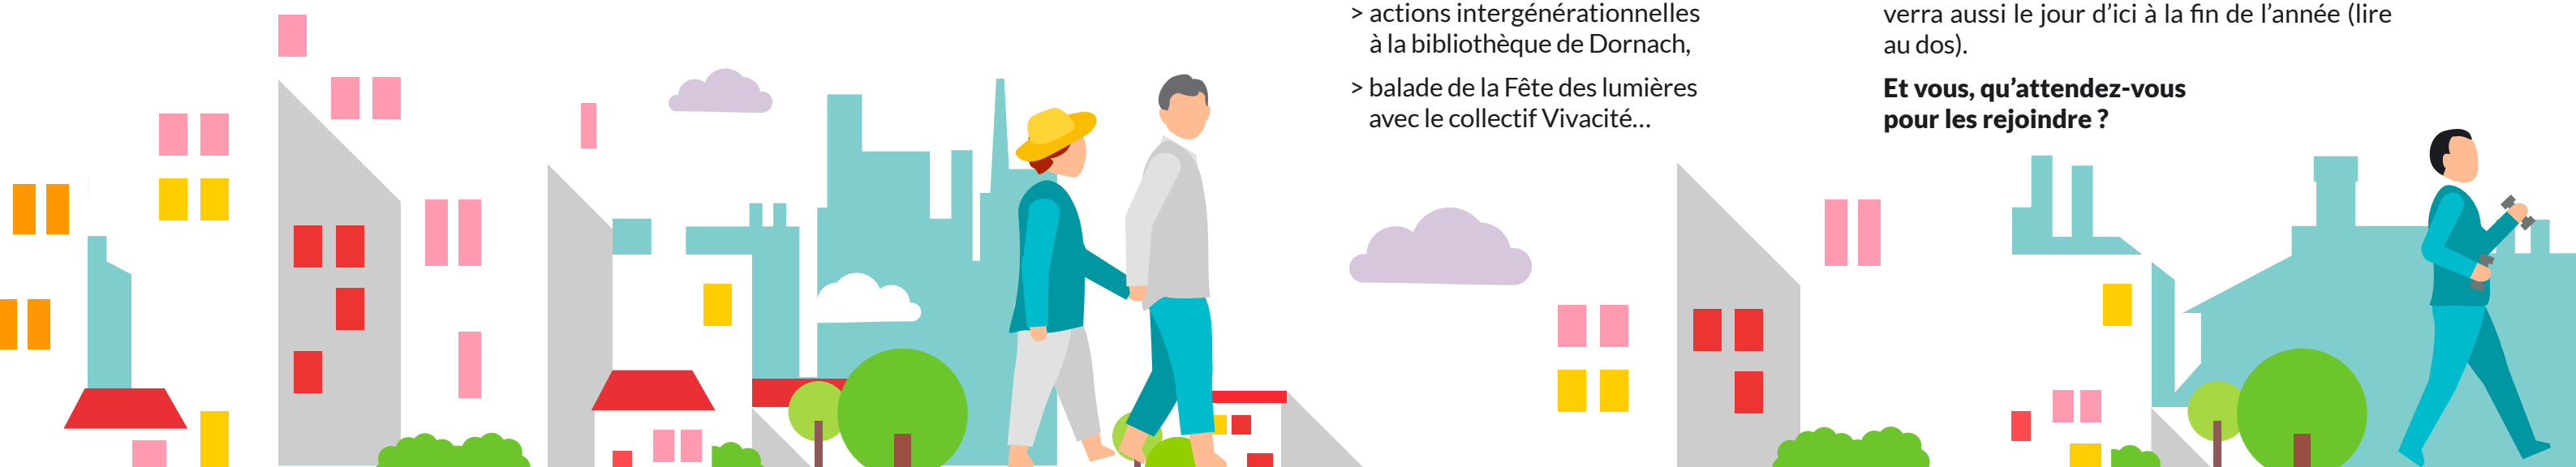 > actions intergénérationnelles
à la bibliothèque de Dornach,
> balade de la Fête des lumières
avec le collectif Vivacité…
verra aussi le jour d’ici à la fin de l’année (lire
au dos).
Et vous, qu’attendez-vous
pour les rejoindre ?